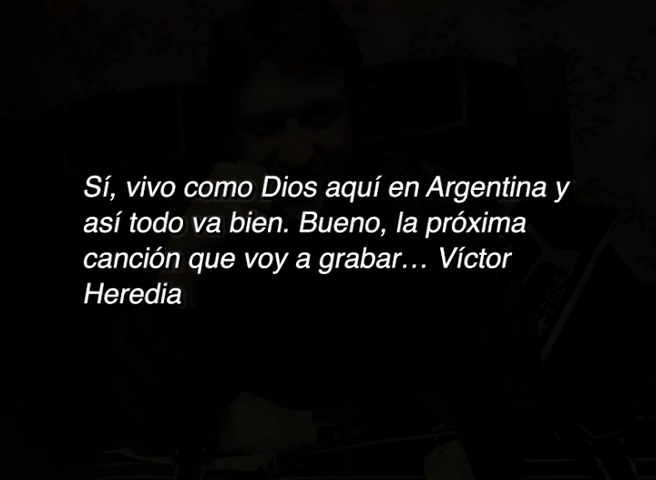 Sí, vivo como Dios aquí en Argentina y
así todo va bien. Bueno, la próxima
canción que voy a grabar… Víctor
Heredia